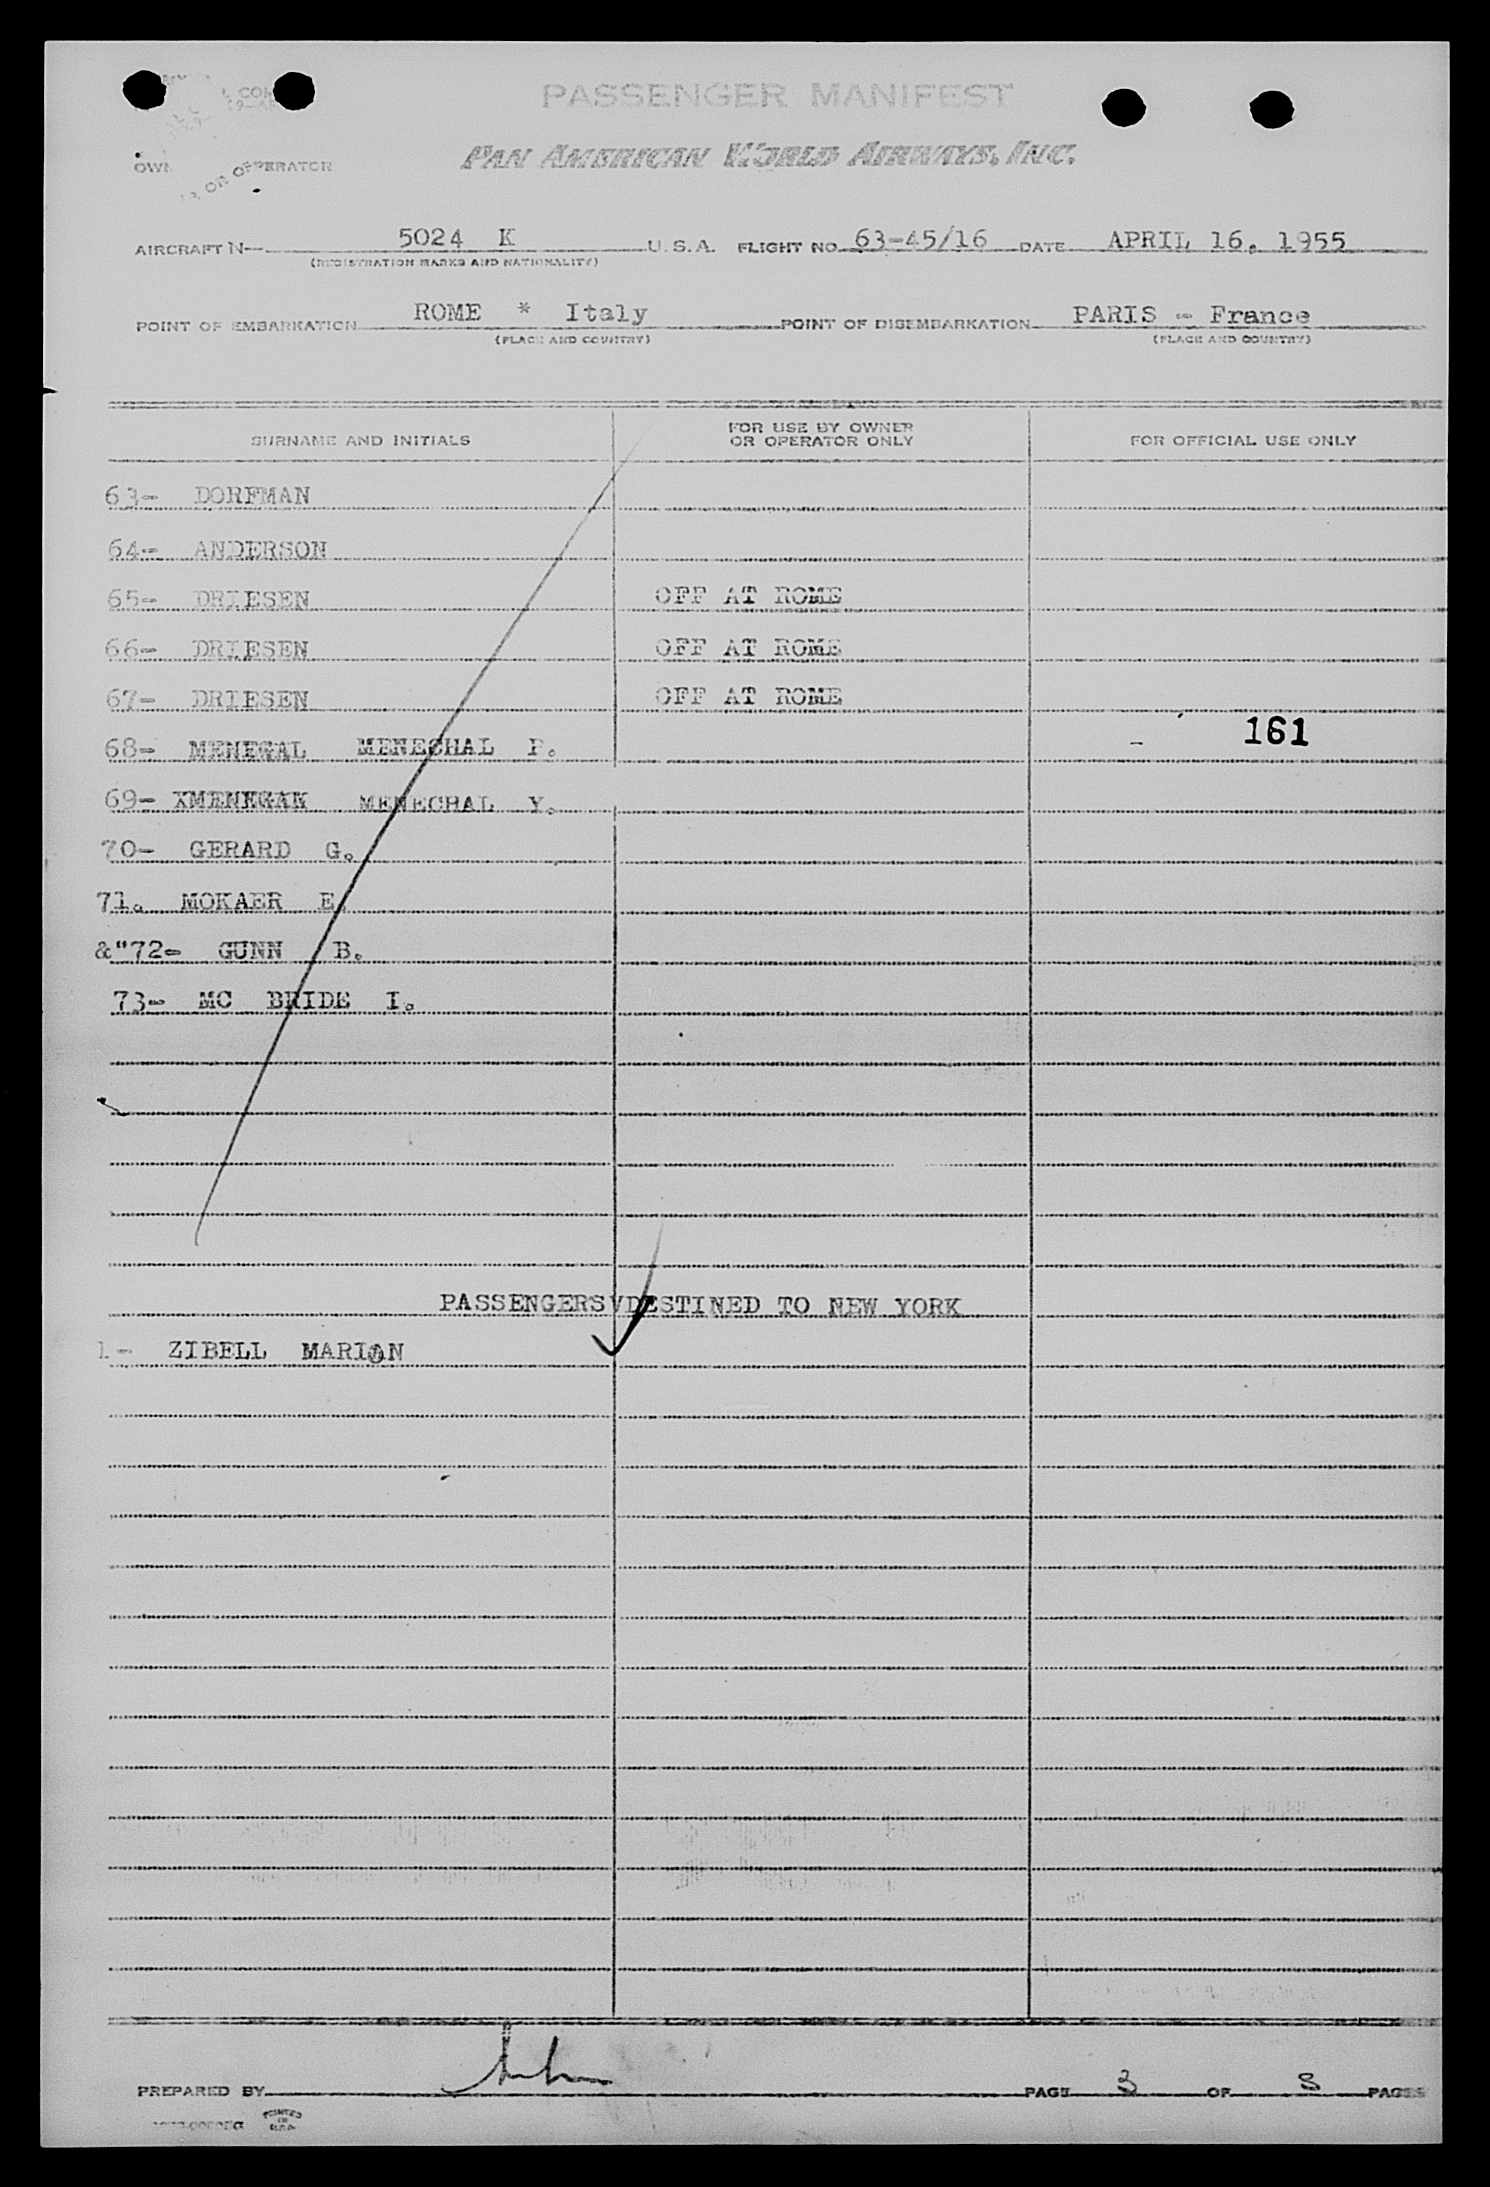 PASSENGER MANIFEST
PAN AMERICAN WORLD AIRWAYS, INC.
OR OPERATOR
AIRCRAFT N— 5024 K U.S.A. FLIGHT NO. 63-45/16 DATE APRIL 16, 1955
(REGISTRATION MARKS AND NATIONALITY)
POINT OF EMBARKATION ROME * Italy POINT OF DISEMBARKATION PARIS - France
(PLACE AND COUNTRY) (PLACE AND COUNTRY)
SURNAME AND INITIALS FOR USE BY OWNER OR OPERATOR ONLY FOR OFFICIAL USE ONLY
63- DORFMAN
64- ANDERSON
65- DRIESEN OFF AT ROME
66- DRIESEN OFF AT ROME
67- DRIESEN OFF AT ROME
161
68- MENEGAL MENECHAL P.
69- XMENEGAK MENECHAL Y.
70- GERARD G.
71. MOKAER E.
&"72- GUNN B.
73- MC BRIDE I.
PASSENGERS DESTINED TO NEW YORK
1- ZIBELL MARION
PREPARED BY PAGE 3 OF 8 PAGES
PRINTED IN U.S.A.